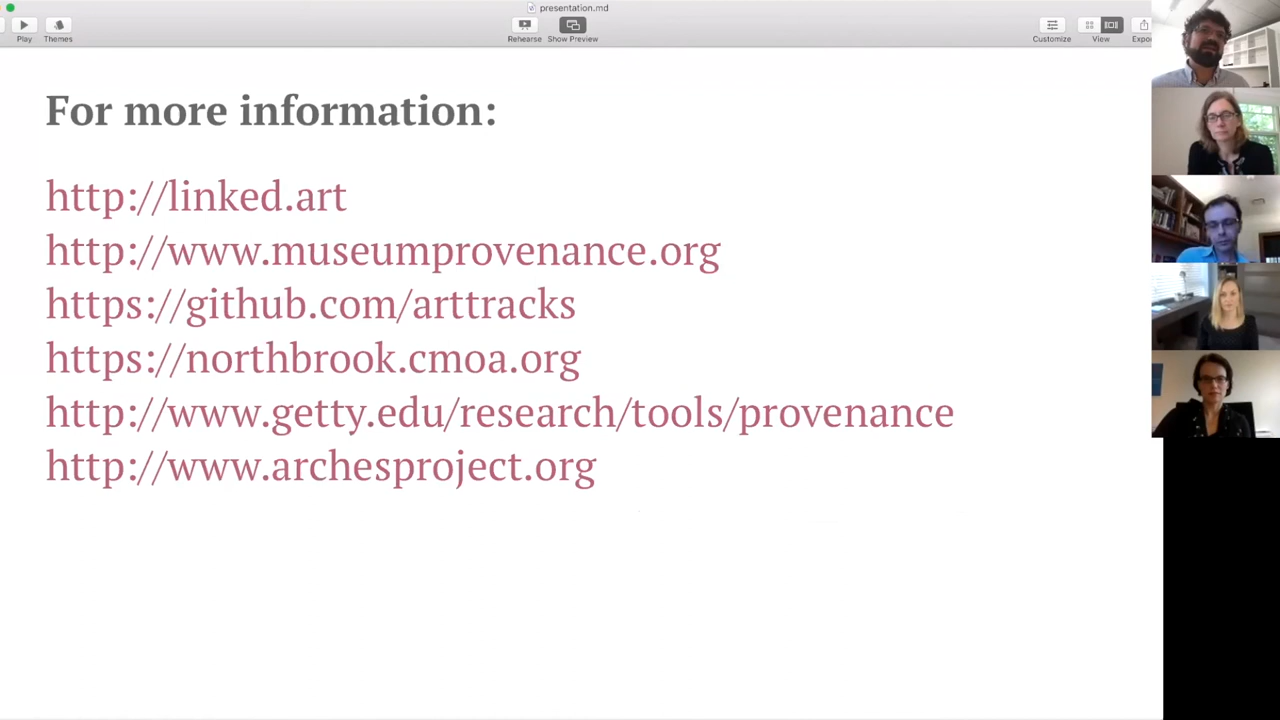 presentation.md
Play
Themes
Rehearse
Show Preview
Customize
View
Expo
For more information:
http://linked.art
http://www.museumprovenance.org
https://github.com/arttracks
https://northbrook.cmoa.org
http://www.getty.edu/research/tools/provenance
http://www.archesproject.org